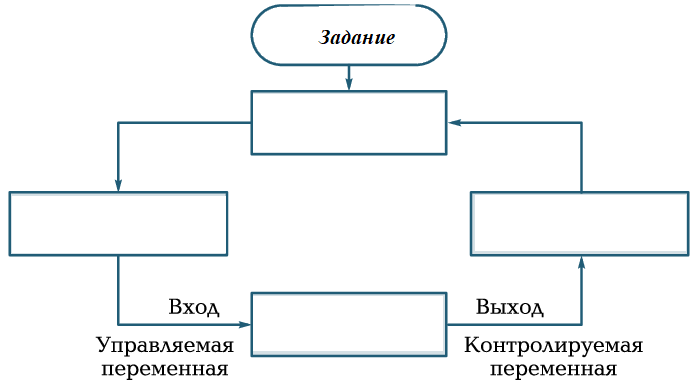 Задание
Вход
Управляемая
переменная
Выход
Контролируемая
переменная